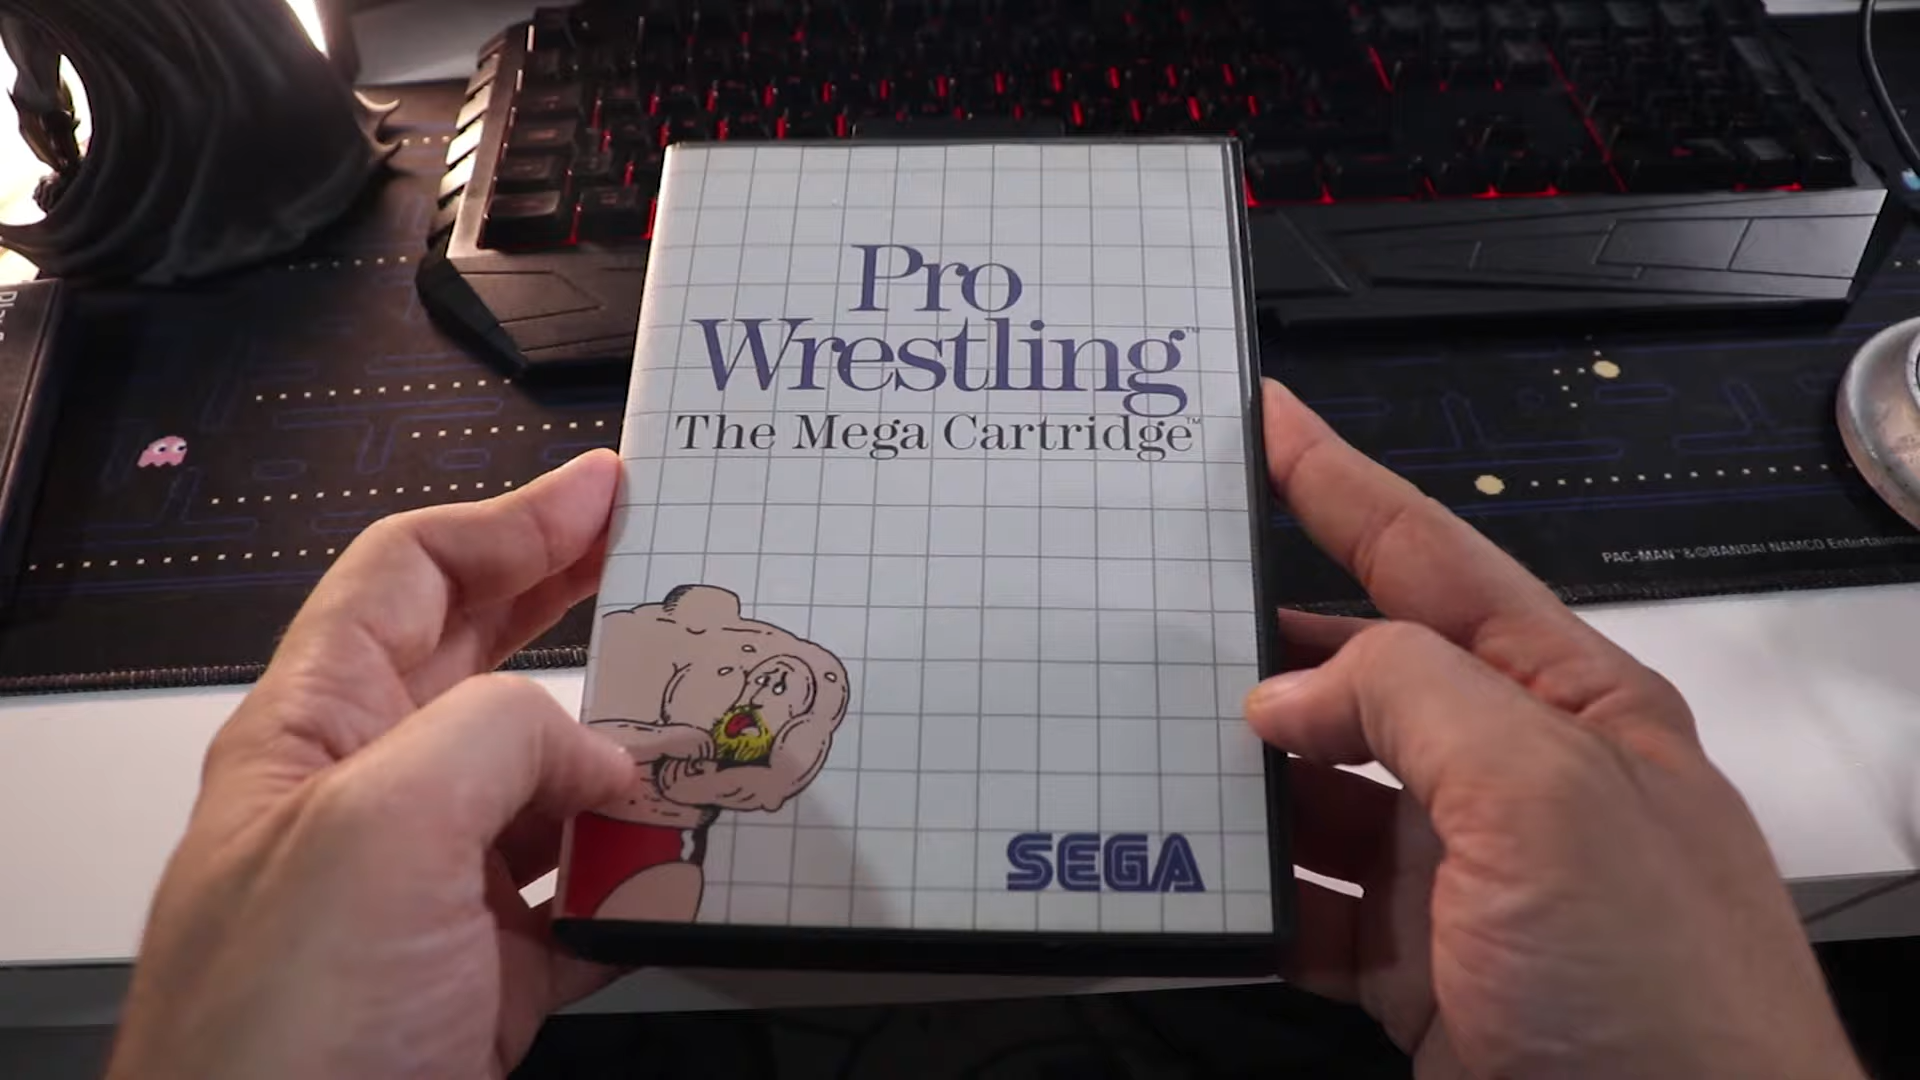 Pro
Wrestling™
The Mega Cartridge™
SEGA
PAC-MAN™&©BANDAI NAMCO Entertainment